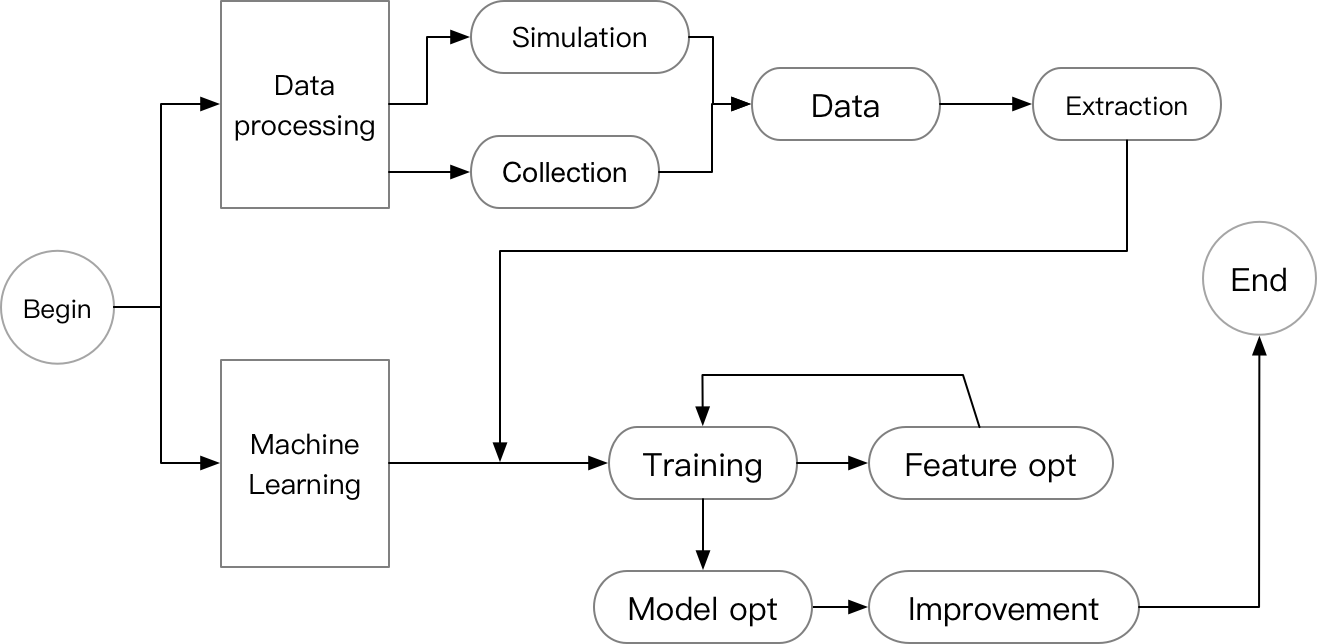 Simulation
Data
processing
Data
Extraction
Collection
End
Begin
Machine
Learning
Training
Feature opt
Model opt
Improvement